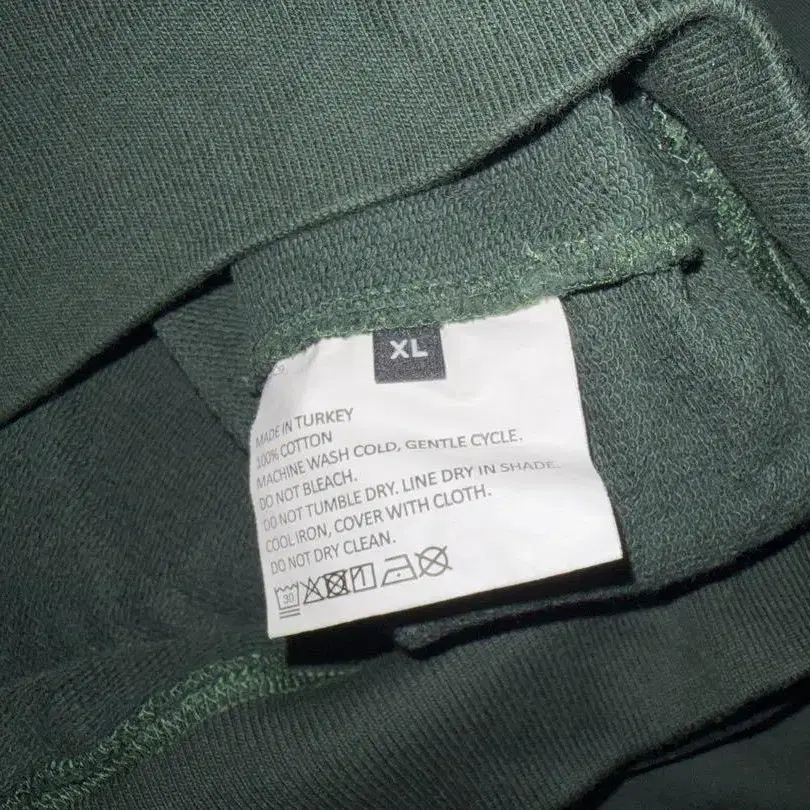 XL
MADE IN TURKEY
100% COTTON
MACHINE WASH COLD, GENTLE CYCLE.
DO NOT BLEACH.
DO NOT TUMBLE DRY. LINE DRY IN SHADE.
COOL IRON, COVER WITH CLOTH.
DO NOT DRY CLEAN.
30